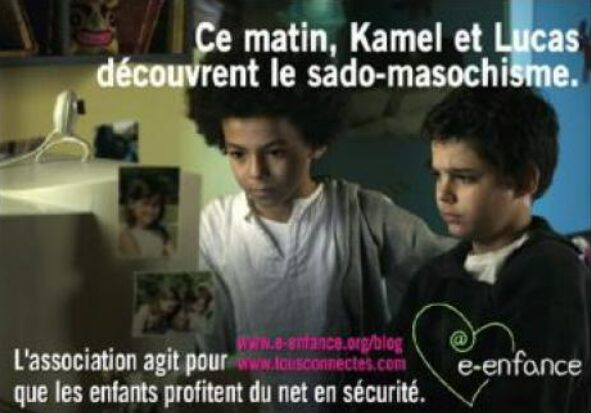 Ce matin, Kamel et Lucas
découvrent le sado-masochisme.
www.e-enfance.org/blog
L'association agit pour www.tousconnectes.com
que les enfants profitent du net en sécurité.
@
e-enfance